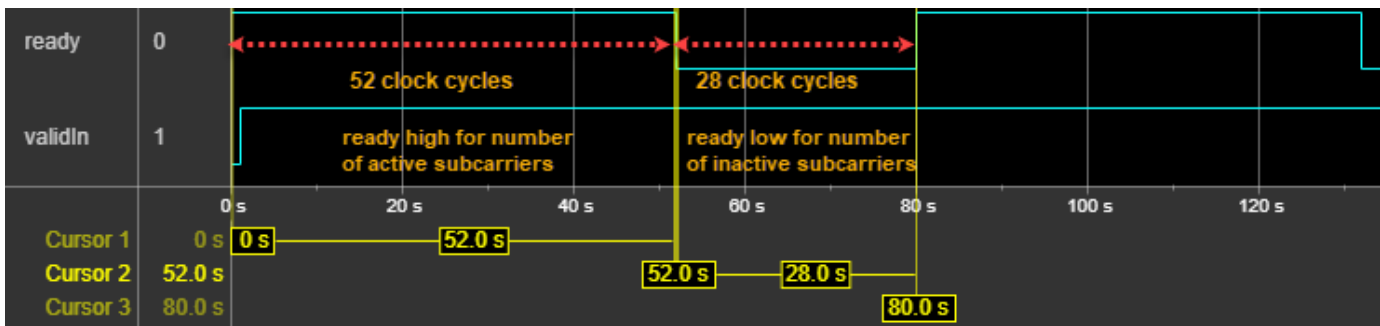 ready 0
52 clock cycles 28 clock cycles
validIn 1 ready high for number ready low for number
of active subcarriers of inactive subcarriers
0 s 20 s 40 s 60 s 80 s 100 s 120 s
Cursor 1 0 s 0 s 52.0 s
Cursor 2 52.0 s 52.0 s 28.0 s
Cursor 3 80.0 s 80.0 s